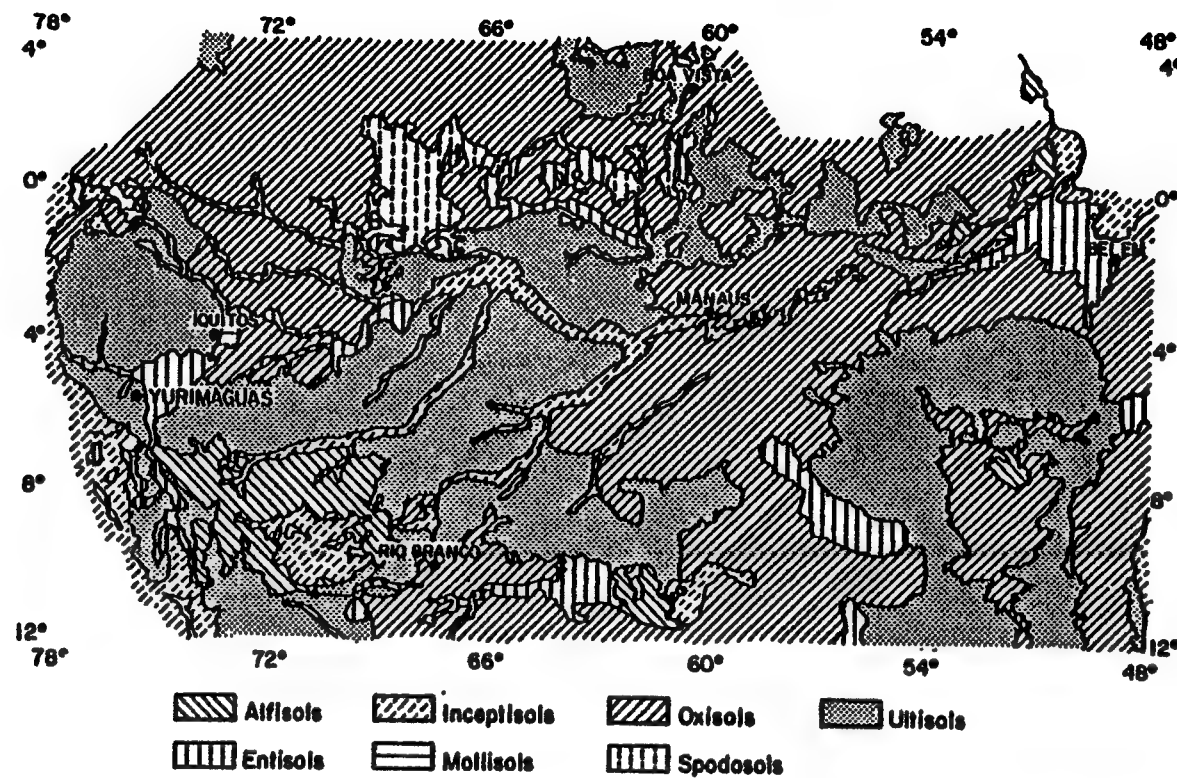 78° 72° 66° 60° 54° 48°
4° 4°
BOA VISTA
0° 0°
BELEM
MANAUS
IQUITOS
4° 4°
YURIMAGUAS
8° 8°
RIO BRANCO
12° 12°
78° 72° 66° 60° 54° 48°
Alfisols Inceptisols Oxisols Ultisols
Entisols Mollisols Spodosols